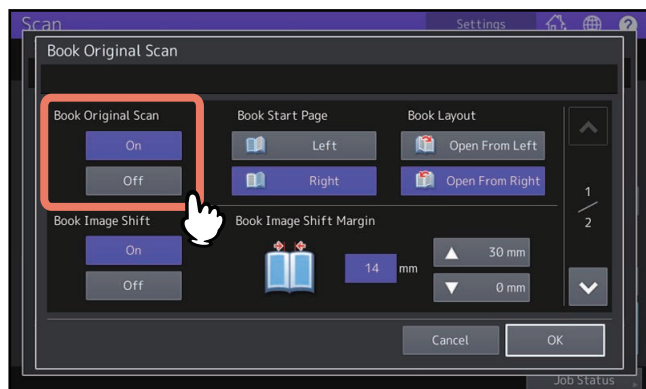 Scan
Settings
Book Original Scan
Book Original Scan
On
Off
Book Start Page
Left
Right
Book Layout
Open From Left
Open From Right
1
2
Book Image Shift
On
Off
Book Image Shift Margin
14 mm
30 mm
0 mm
Cancel
OK
Job Status